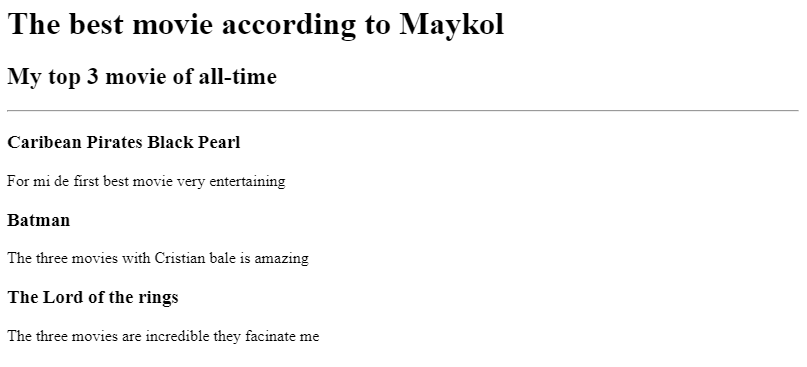 The best movie according to Maykol
My top 3 movie of all-time
Caribean Pirates Black Pearl
For mi de first best movie very entertaining
Batman
The three movies with Cristian bale is amazing
The Lord of the rings
The three movies are incredible they facinate me